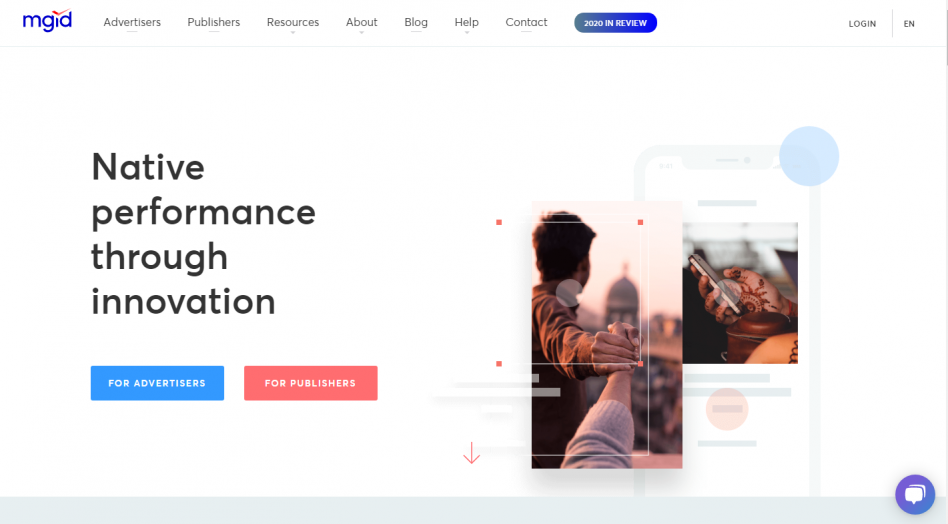 mgid
Advertisers
Publishers
Resources
About
Blog
Help
Contact
2020 IN REVIEW
LOGIN
EN
Native
performance
through
innovation
FOR ADVERTISERS
FOR PUBLISHERS